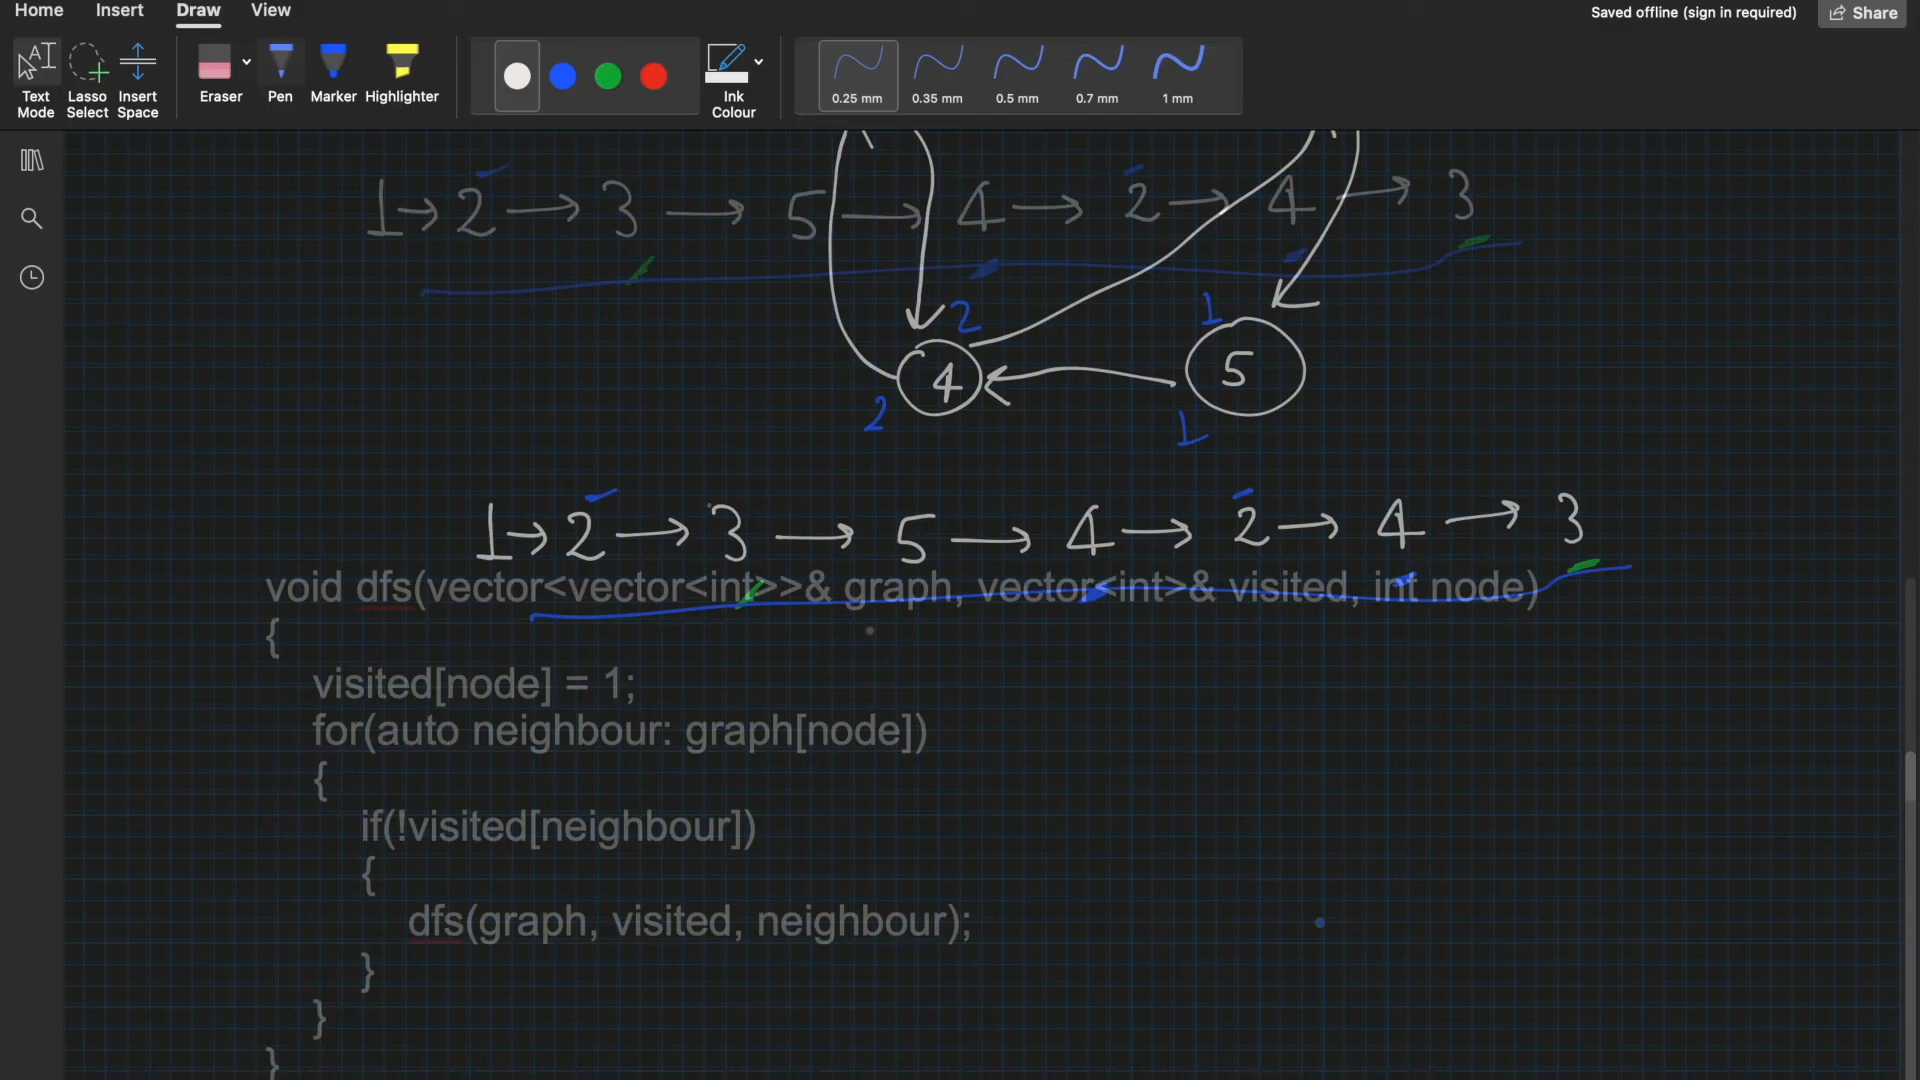 Home Insert Draw View
Saved offline (sign in required) Share
Text Mode Lasso Select Insert Space Eraser Pen Marker Highlighter Ink Colour 0.25 mm 0.35 mm 0.5 mm 0.7 mm 1 mm
1 → 2 → 3 → 5 → 4 → 2 → 4 → 3
2 1
4 5
2 1
1 → 2 → 3 → 5 → 4 → 2 → 4 → 3
void dfs(vector<vector<int>>& graph, vector<int>& visited, int node)
{
visited[node] = 1;
for(auto neighbour: graph[node])
{
if(!visited[neighbour])
{
dfs(graph, visited, neighbour);
}
}
}